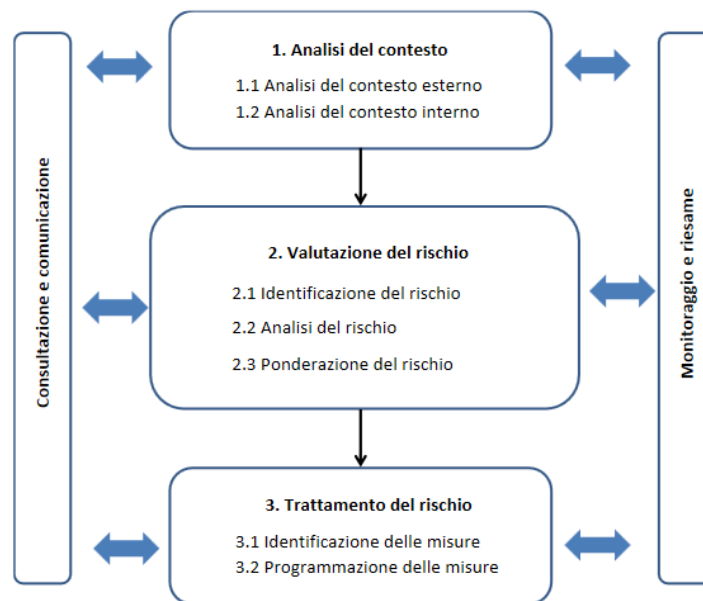 Consultazione e comunicazione
1. Analisi del contesto
1.1 Analisi del contesto esterno
1.2 Analisi del contesto interno
2. Valutazione del rischio
2.1 Identificazione del rischio
2.2 Analisi del rischio
2.3 Ponderazione del rischio
3. Trattamento del rischio
3.1 Identificazione delle misure
3.2 Programmazione delle misure
Monitoraggio e riesame